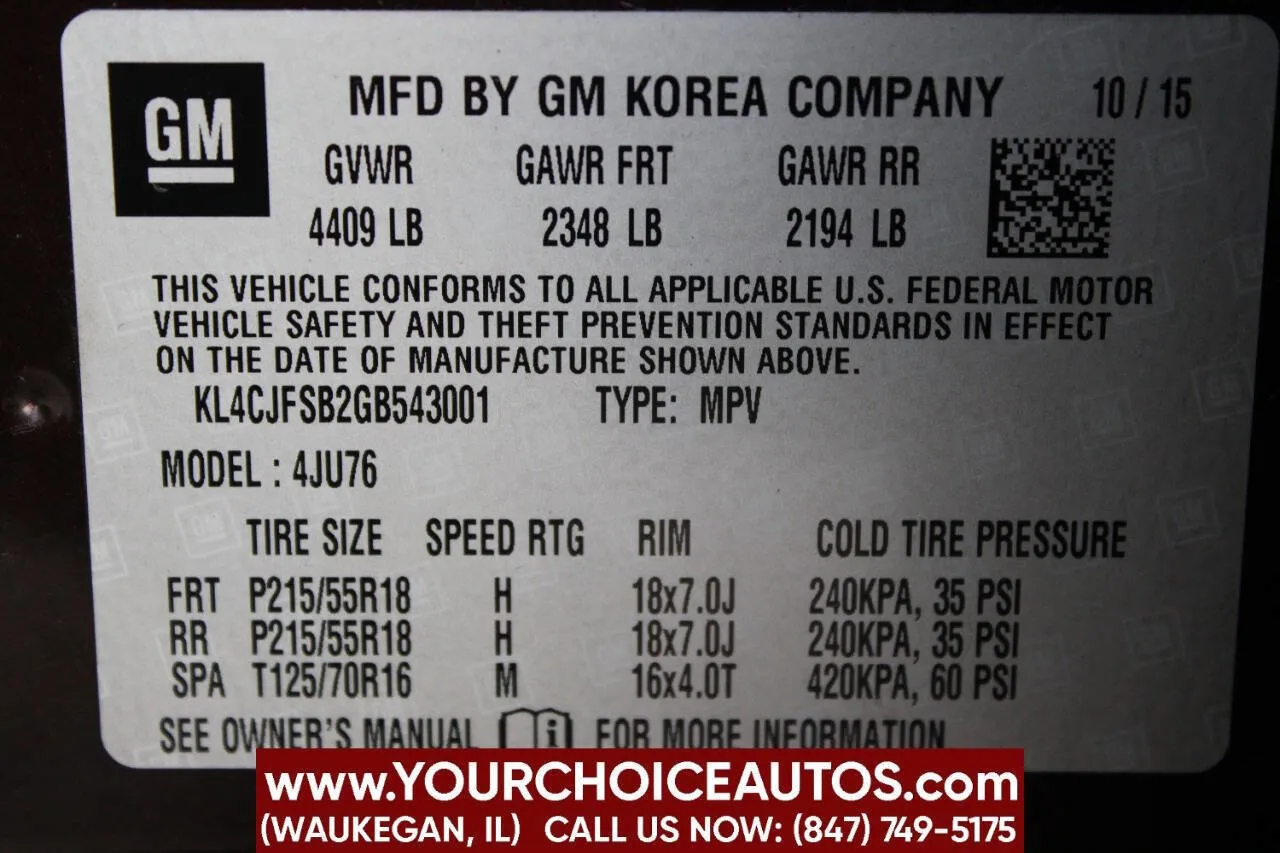 GM
MFD BY GM KOREA COMPANY 10 / 15
GVWR GAWR FRT GAWR RR
4409 LB 2348 LB 2194 LB
THIS VEHICLE CONFORMS TO ALL APPLICABLE U.S. FEDERAL MOTOR
VEHICLE SAFETY AND THEFT PREVENTION STANDARDS IN EFFECT
ON THE DATE OF MANUFACTURE SHOWN ABOVE.
KL4CJFSB2GB543001 TYPE: MPV
MODEL : 4JU76
TIRE SIZE SPEED RTG RIM COLD TIRE PRESSURE
FRT P215/55R18 H 18x7.0J 240KPA, 35 PSI
RR P215/55R18 H 18x7.0J 240KPA, 35 PSI
SPA T125/70R16 M 16x4.0T 420KPA, 60 PSI
SEE OWNER'S MANUAL i FOR MORE INFORMATION
www.YOURCHOICEAUTOS.com
(WAUKEGAN, IL) CALL US NOW: (847) 749-5175